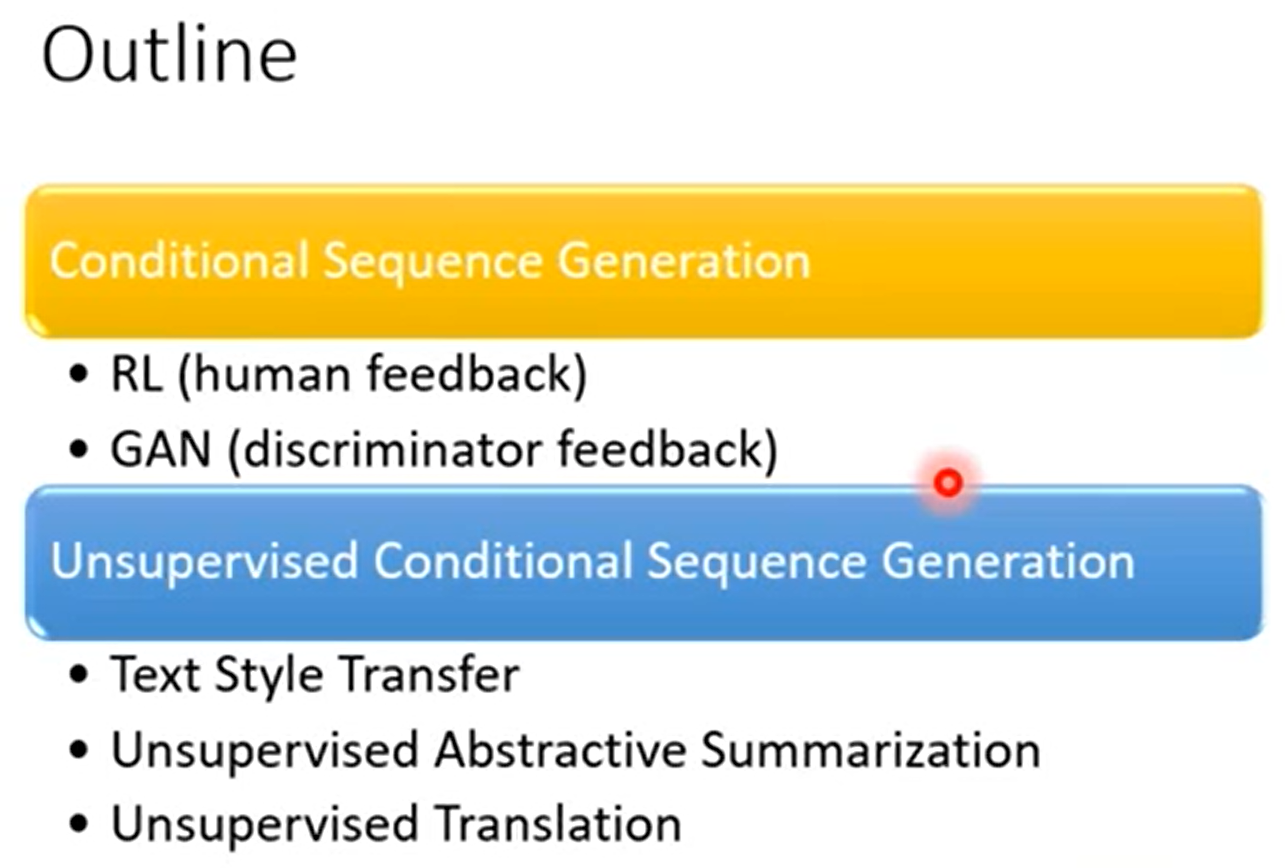 Outline
Conditional Sequence Generation
• RL (human feedback)
• GAN (discriminator feedback)
Unsupervised Conditional Sequence Generation
• Text Style Transfer
• Unsupervised Abstractive Summarization
• Unsupervised Translation